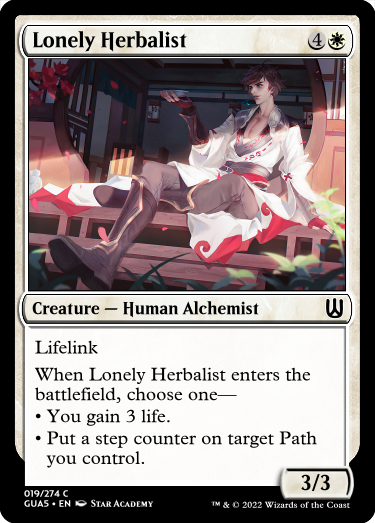 Lonely Herbalist 4
Creature — Human Alchemist
Lifelink
When Lonely Herbalist enters the
battlefield, choose one—
• You gain 3 life.
• Put a step counter on target Path
you control.
3/3
019/274 C
GUA5 • EN Star Academy
™ & © 2022 Wizards of the Coast